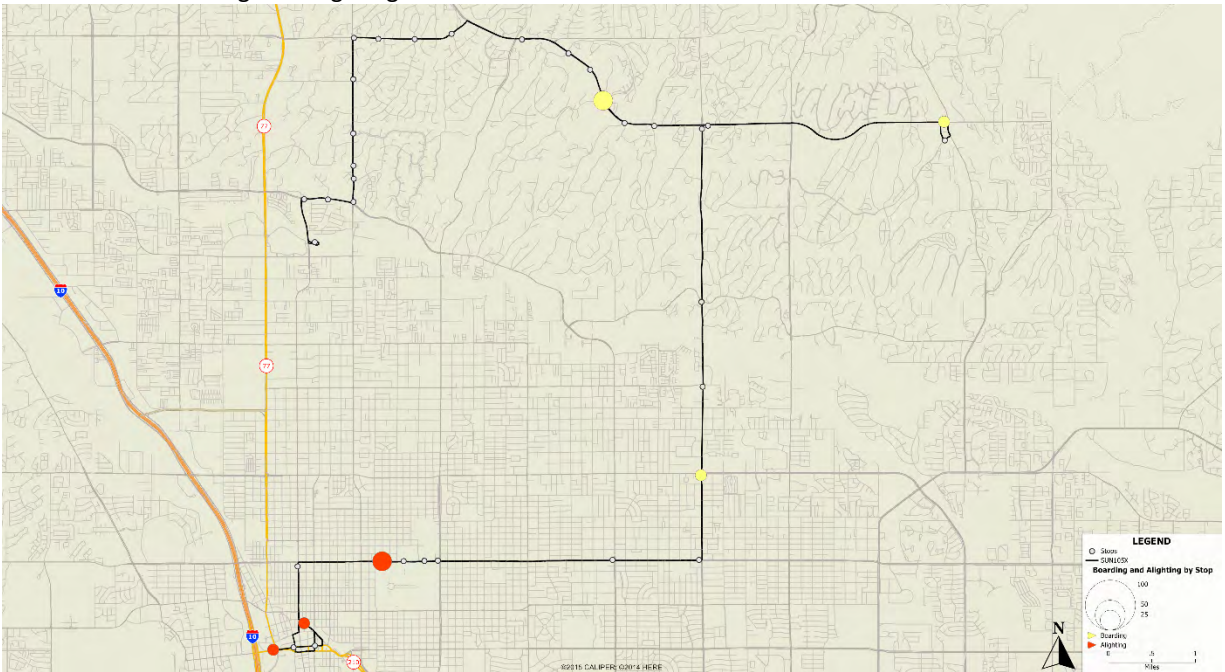 77
10
77
10
210
LEGEND
Stops
SUN105X
Boarding and Alighting by Stop
100
50
25
Boarding
Alighting
0 .5 1
Miles
N
©2015 CALIPER; ©2014 HERE